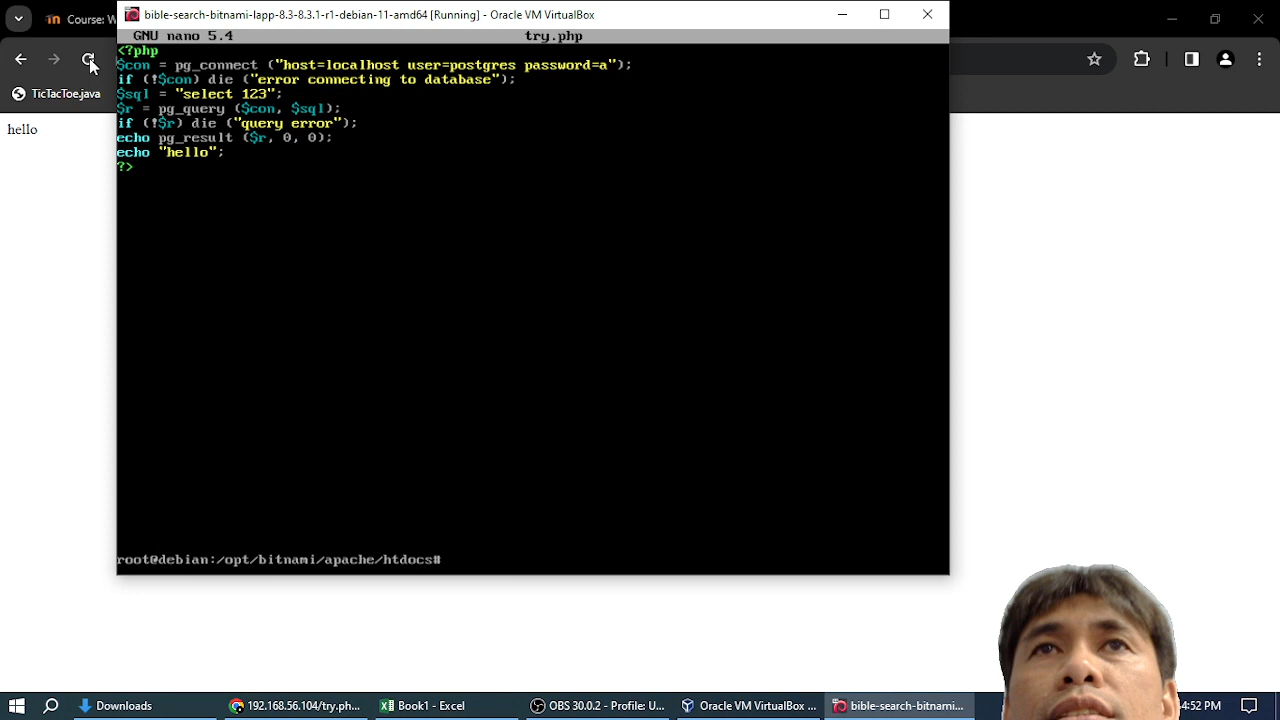 Course W
bible-search-bitnami-lapp-8.3-8.3.1-r1-debian-11-amd64 [Running] - Oracle VM VirtualBox
GNU nano 5.4 try.php
TicTacToe.java
hello
<?php
$con = pg_connect ("host=localhost user=postgres password=a");
if (!$con) die ("error connecting to database");
$sql = "select 123";
$r = pg_query ($con, $sql);
if (!$r) die ("query error");
echo pg_result ($r, 0, 0);
echo "hello";
?>
root@debian:/opt/bitnami/apache/htdocs#
Downloads
192.168.56.104/try.ph...
Book1 - Excel
OBS 30.0.2 - Profile: U...
Oracle VM VirtualBox ...
bible-search-bitnami...
4:52 PM